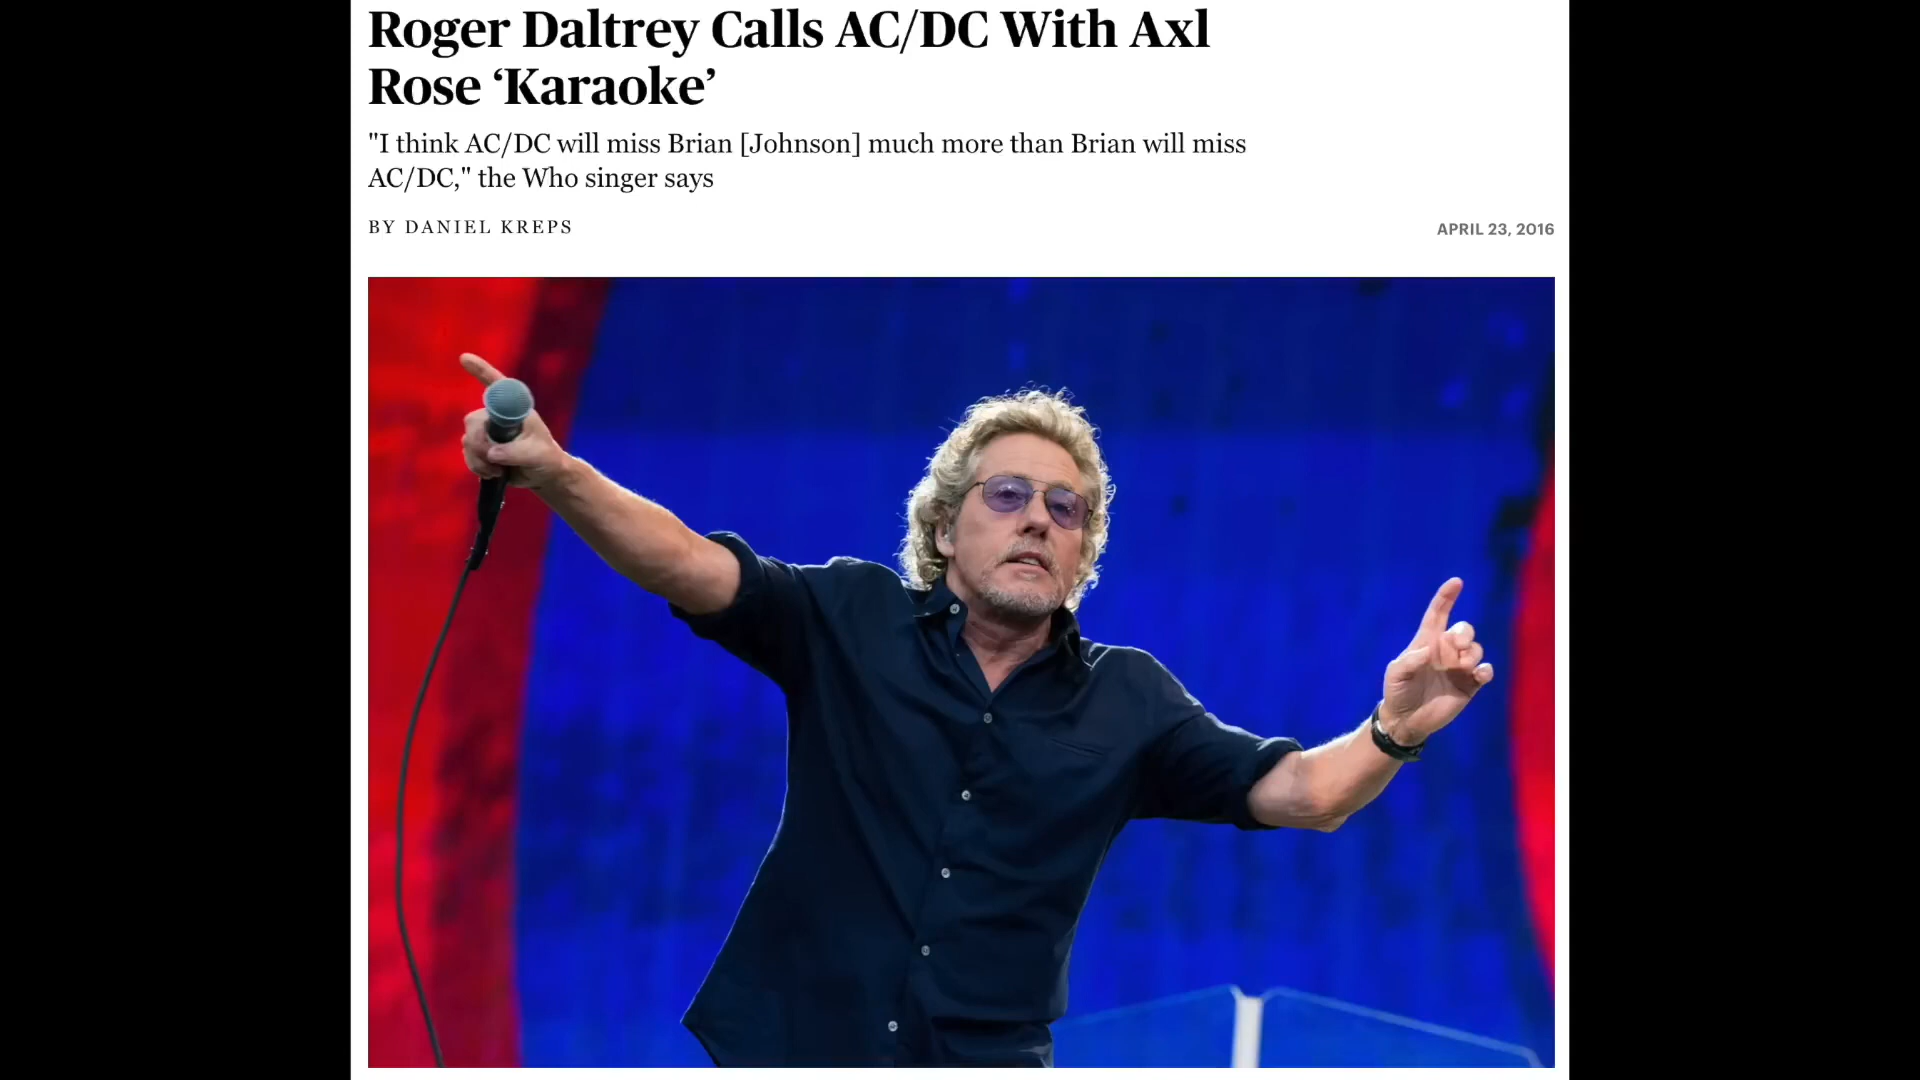 Roger Daltrey Calls AC/DC With Axl
Rose ‘Karaoke’
"I think AC/DC will miss Brian [Johnson] much more than Brian will miss
AC/DC," the Who singer says
BY DANIEL KREPS
APRIL 23, 2016